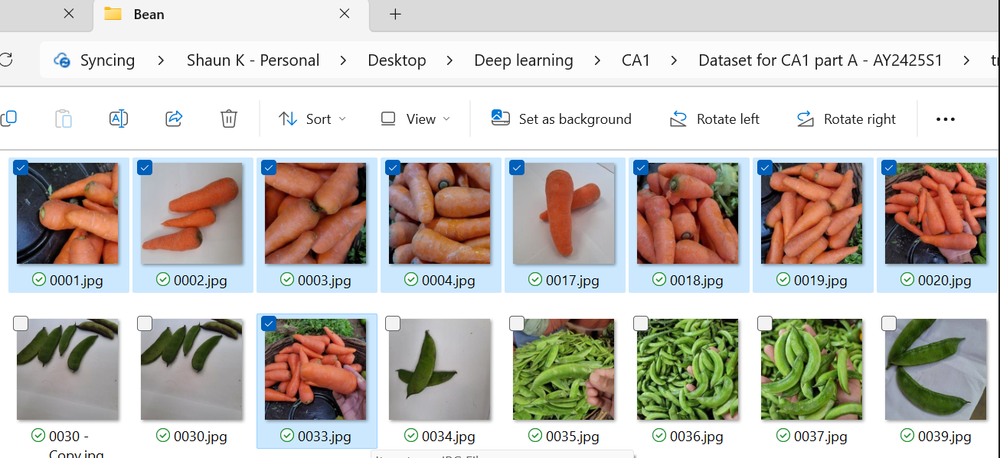 Bean
Syncing > Shaun K - Personal > Desktop > Deep learning > CA1 > Dataset for CA1 part A - AY2425S1 >
Sort View Set as background Rotate left Rotate right
0001.jpg 0002.jpg 0003.jpg 0004.jpg 0017.jpg 0018.jpg 0019.jpg 0020.jpg
0030 - 0030.jpg 0033.jpg 0034.jpg 0035.jpg 0036.jpg 0037.jpg 0039.jpg
Copy.jpg